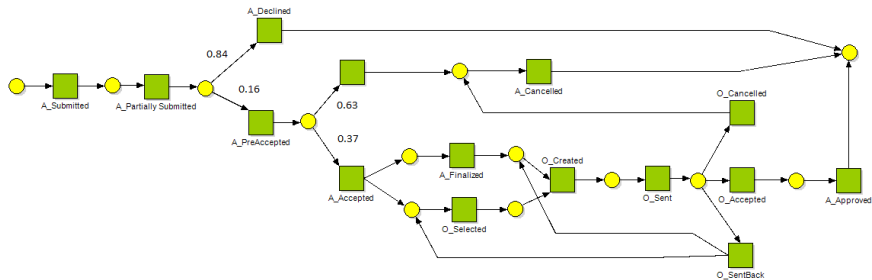 A_Declined
0.84
A_Submitted
A_Partially Submitted
0.16
A_PreAccepted
0.63
A_Cancelled
0.37
O_Cancelled
A_Accepted
A_Finalized
O_Created
O_Selected
O_Sent
O_Accepted
A_Approved
O_SentBack